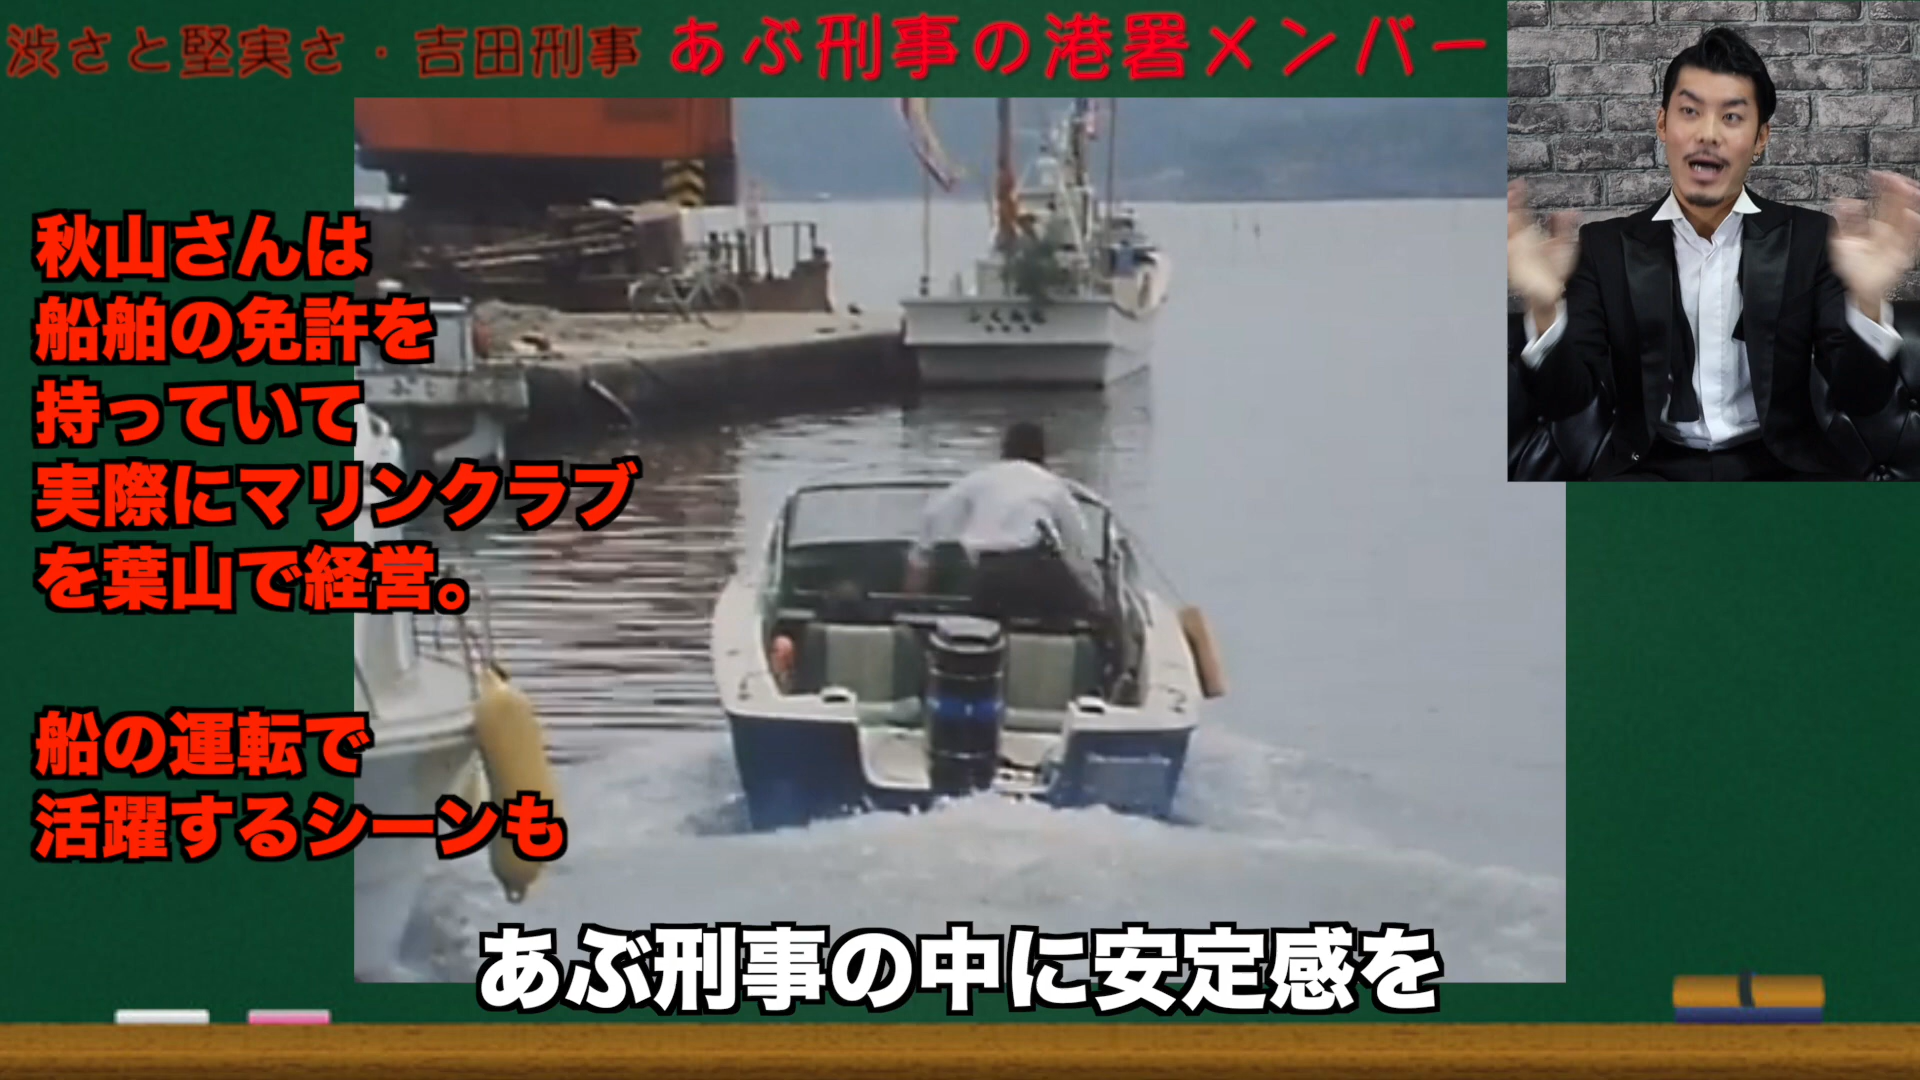 渋さと堅実さ・吉田刑事 あぶ刑事の港署メンバー
秋山さんは
船舶の免許を
持っていて
実際にマリンクラブ
を葉山で経営。
船の運転で
活躍するシーンも
あぶ刑事の中に安定感を